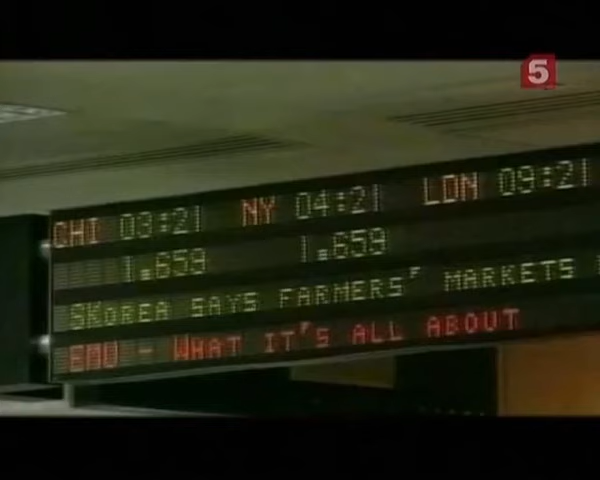 5
CHI 03:21 NY 04:21 LDN 09:21
1.659 1.659
SKOREA SAYS FARMERS' MARKETS
EMU - WHAT IT'S ALL ABOUT